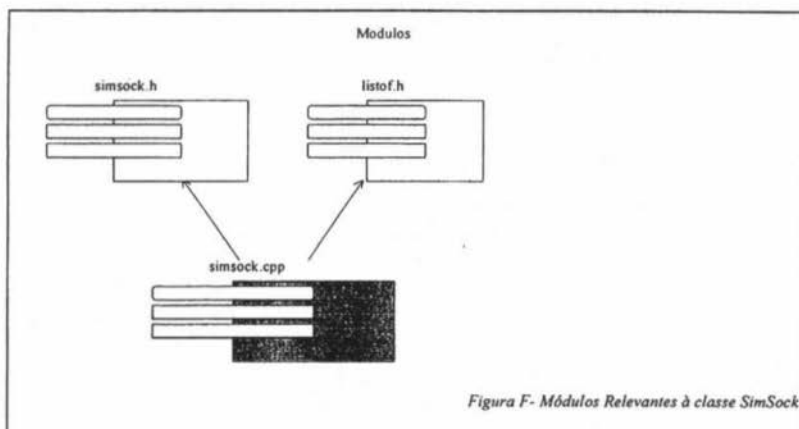 Modulos
simsock.h
listof.h
simsock.cpp
Figura F- Módulos Relevantes à classe SimSock